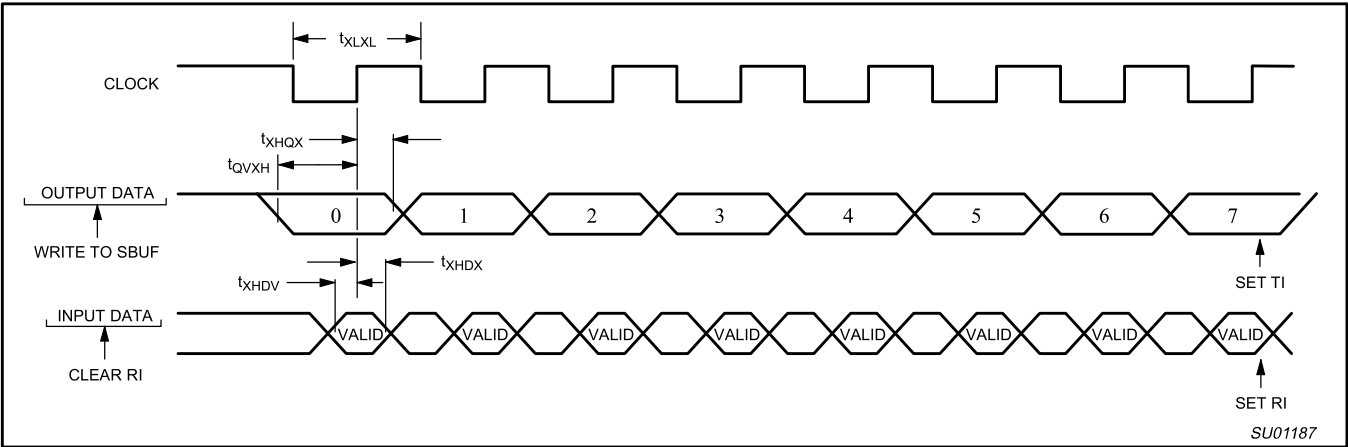 tXLXL
CLOCK
tXHQX
tQVXH
OUTPUT DATA
0 1 2 3 4 5 6 7
WRITE TO SBUF
tXHDX
SET TI
tXHDV
INPUT DATA
VALID VALID VALID VALID VALID VALID VALID VALID
CLEAR RI
SET RI
SU01187